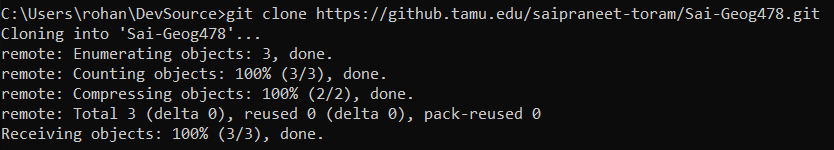 C:\Users\rohan\DevSource>git clone https://github.tamu.edu/saipraneet-toram/Sai-Geog478.git
Cloning into 'Sai-Geog478'...
remote: Enumerating objects: 3, done.
remote: Counting objects: 100% (3/3), done.
remote: Compressing objects: 100% (2/2), done.
remote: Total 3 (delta 0), reused 0 (delta 0), pack-reused 0
Receiving objects: 100% (3/3), done.